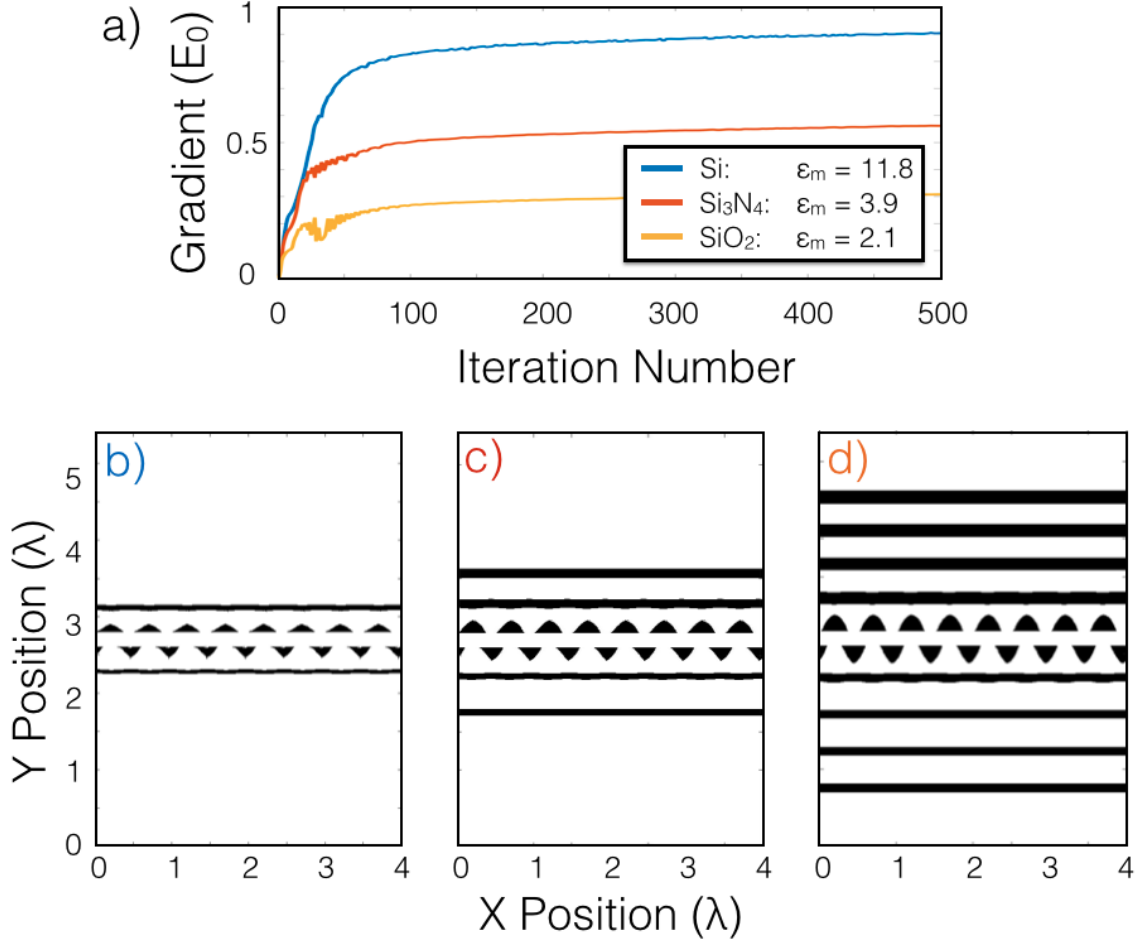 a)
Gradient (E₀)
1
0.5
0
Si: εₘ = 11.8
Si₃N₄: εₘ = 3.9
SiO₂: εₘ = 2.1
0 100 200 300 400 500
Iteration Number
b) c) d)
Y Position (λ)
5
4
3
2
1
0
0 1 2 3 4
0 1 2 3 4
0 1 2 3 4
X Position (λ)